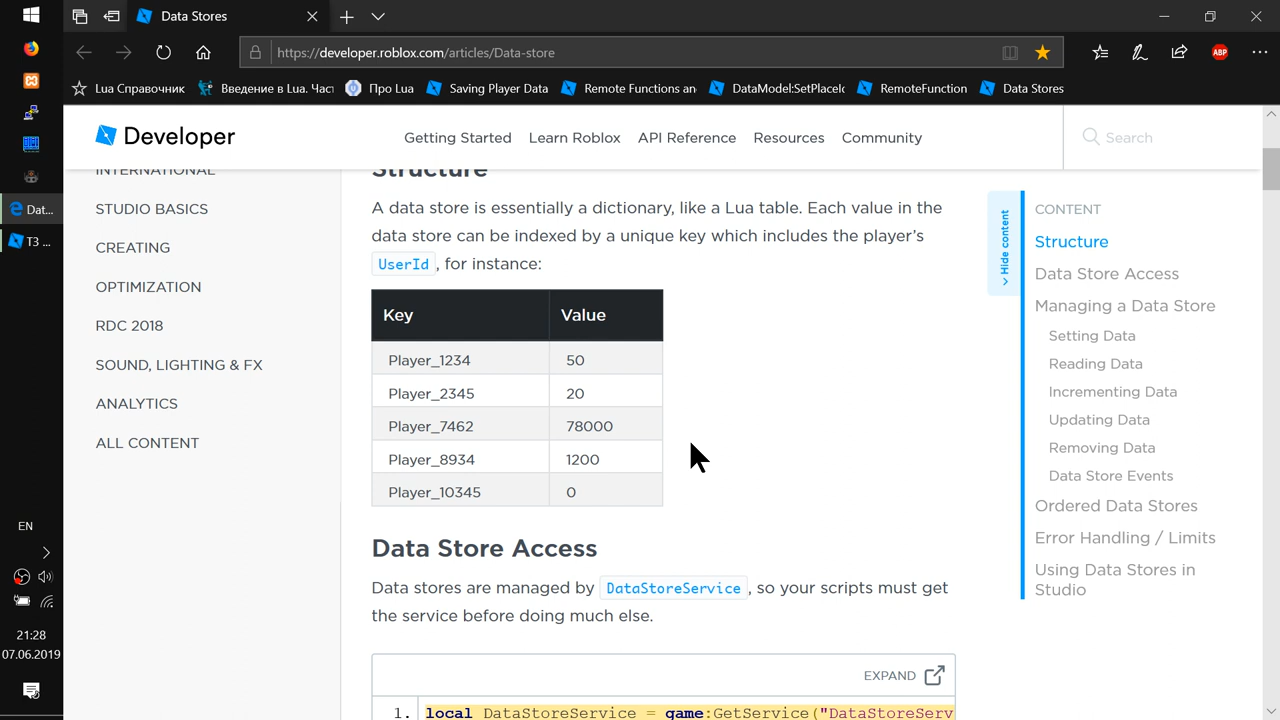 Data Stores
https://developer.roblox.com/articles/Data-store
ABP
Lua Справочник
Введение в Lua. Част
Про Lua
Saving Player Data
Remote Functions an
DataModel:SetPlaceIc
RemoteFunction
Data Stores
Developer
Getting Started
Learn Roblox
API Reference
Resources
Community
Search
INTERNATIONAL
STUDIO BASICS
CREATING
OPTIMIZATION
RDC 2018
SOUND, LIGHTING & FX
ANALYTICS
ALL CONTENT
Structure
A data store is essentially a dictionary, like a Lua table. Each value in the
data store can be indexed by a unique key which includes the player’s
UserId, for instance:
Key Value
Player_1234 50
Player_2345 20
Player_7462 78000
Player_8934 1200
Player_10345 0
Data Store Access
Data stores are managed by DataStoreService, so your scripts must get
the service before doing much else.
EXPAND
1. local DataStoreService = game:GetService("DataStoreServ
Hide content
CONTENT
Structure
Data Store Access
Managing a Data Store
Setting Data
Reading Data
Incrementing Data
Updating Data
Removing Data
Data Store Events
Ordered Data Stores
Error Handling / Limits
Using Data Stores in
Studio
Dat...
T3 ...
EN
21:28
07.06.2019